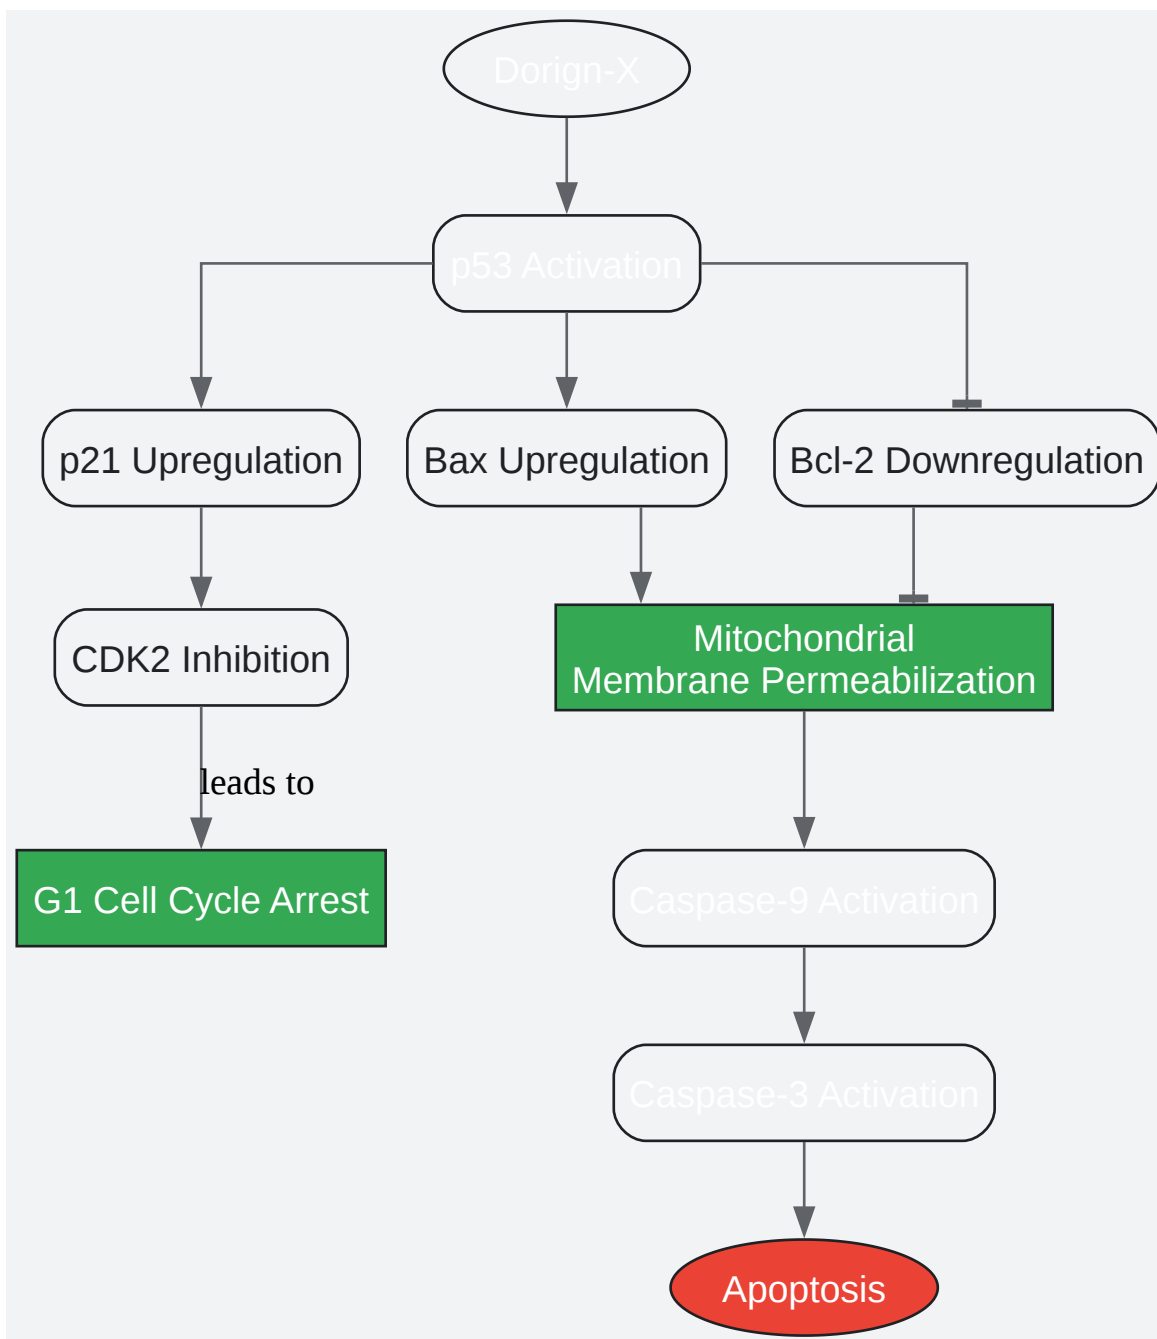 Dorign-X
p53 Activation
p21 Upregulation
Bax Upregulation
Bcl-2 Downregulation
CDK2 Inhibition
Mitochondrial
Membrane Permeabilization
leads to
G1 Cell Cycle Arrest
Caspase-9 Activation
Caspase-3 Activation
Apoptosis